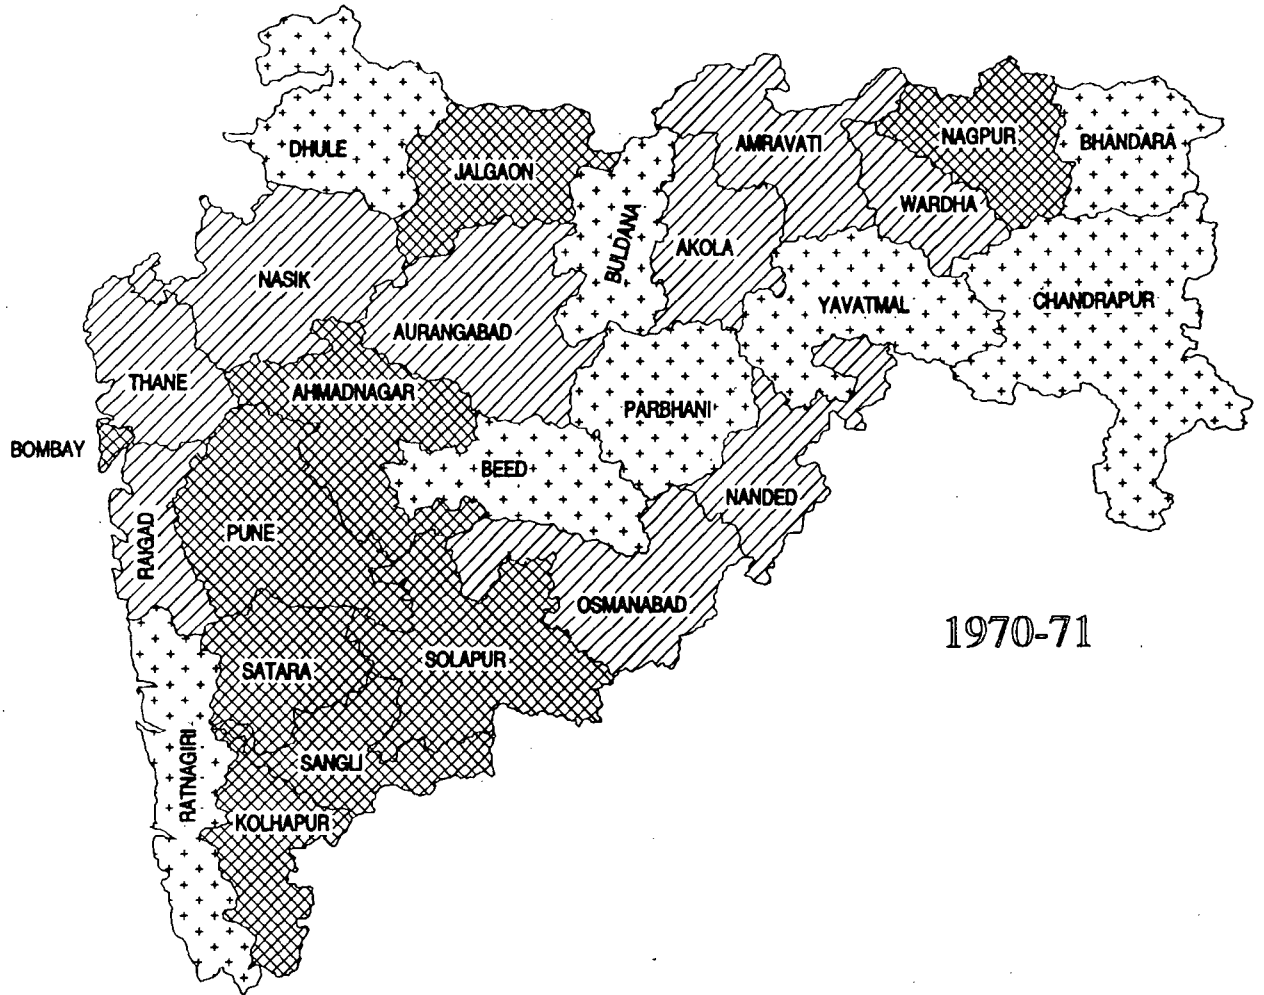 DHULE
JALGAON
AMRAVATI
NAGPUR
BHANDARA
WARDHA
BULDANA
AKOLA
NASIK
AURANGABAD
YAVATMAL
CHANDRAPUR
THANE
AHMADNAGAR
PARBHANI
BOMBAY
BEED
NANDED
RAIGAD
PUNE
OSMANABAD
1970-71
SATARA
SOLAPUR
RATNAGIRI
SANGLI
KOLHAPUR